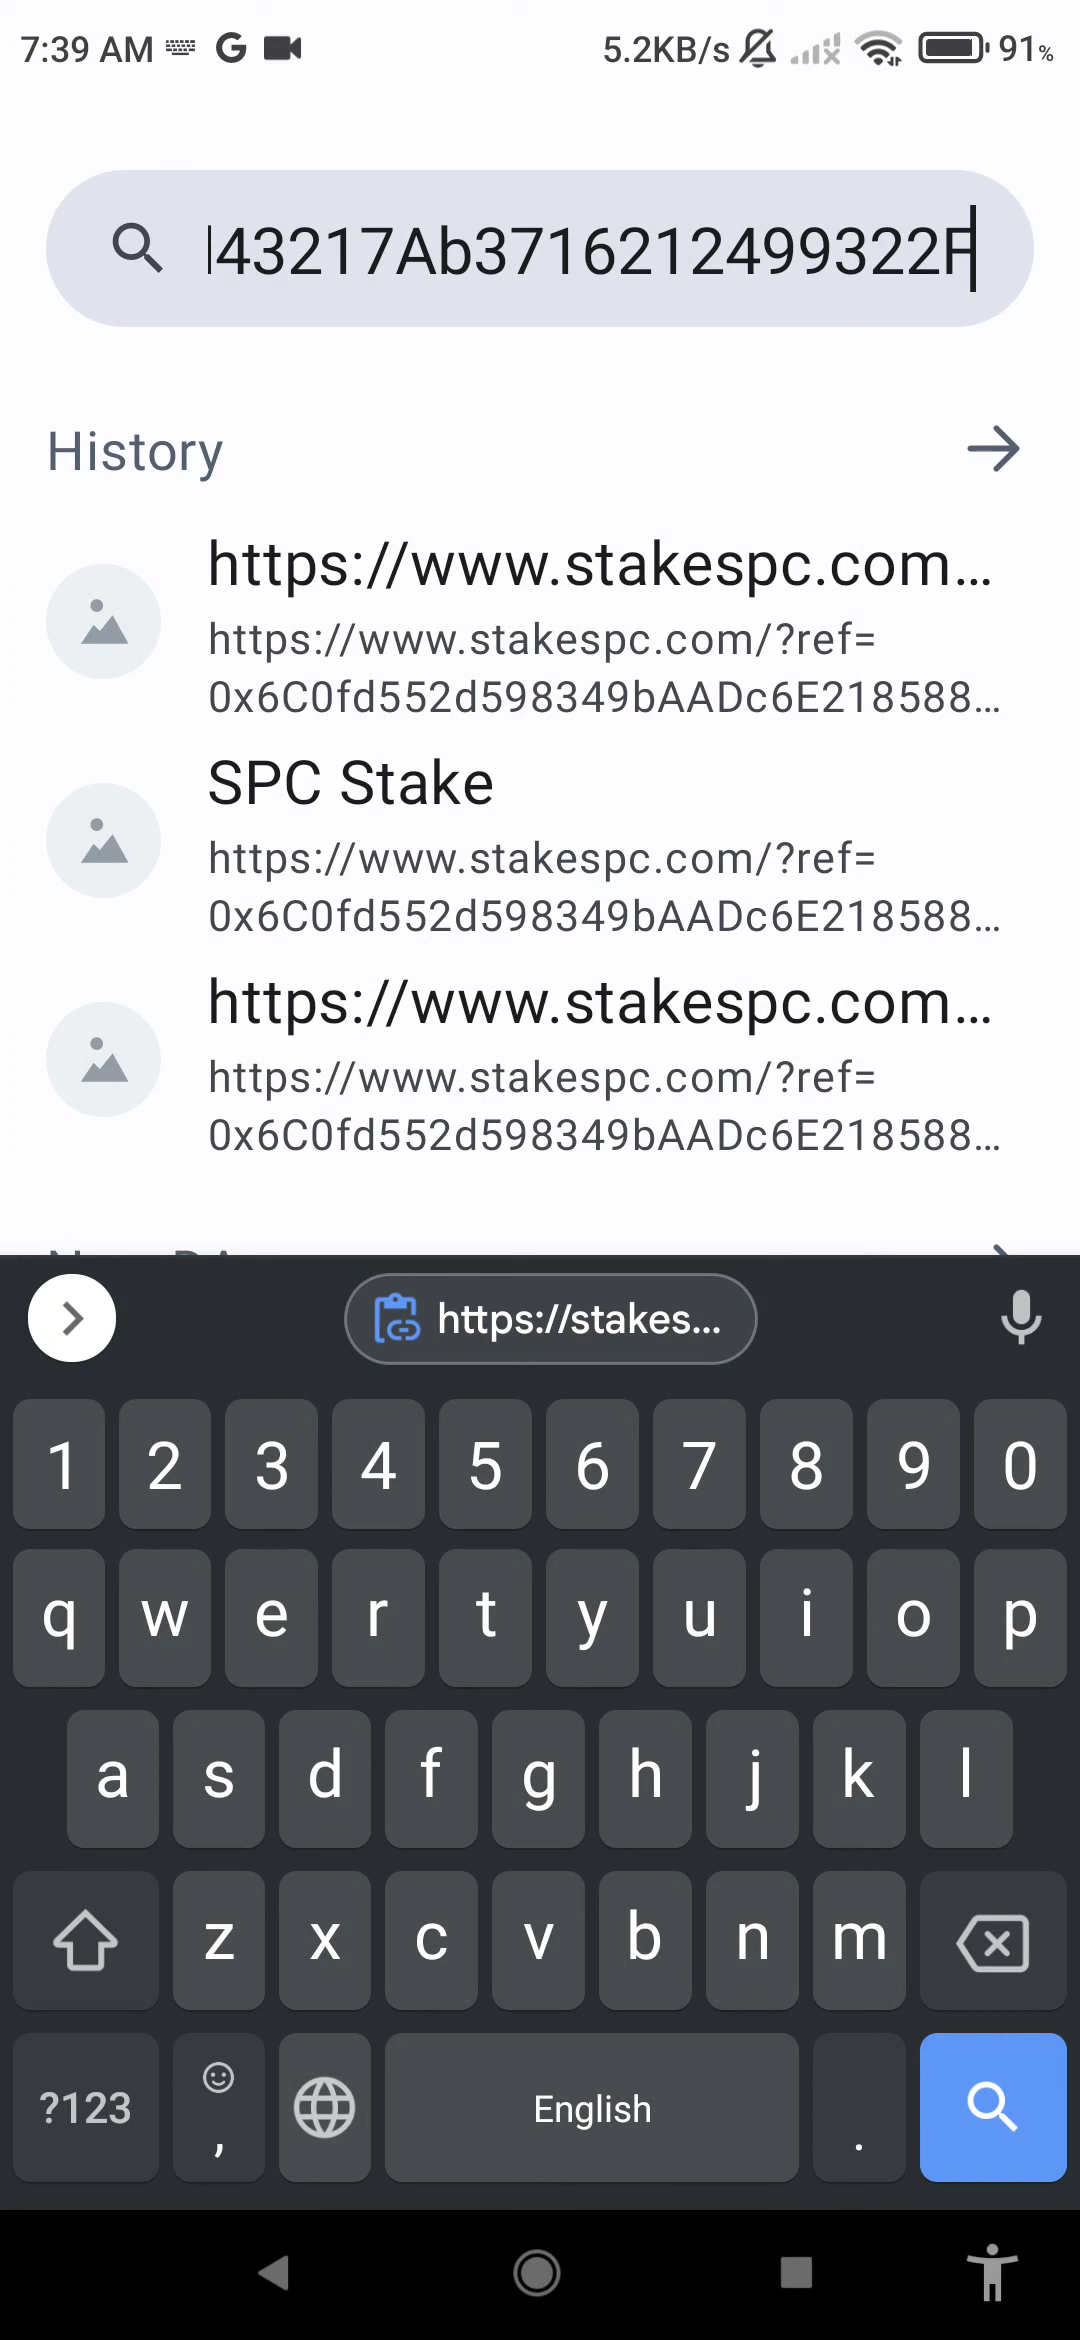 7:39 AM
5.2KB/s
91%
43217Ab3716212499322F
History
https://www.stakespc.com...
https://www.stakespc.com/?ref=
0x6C0fd552d598349bAADc6E218588...
SPC Stake
https://www.stakespc.com/?ref=
0x6C0fd552d598349bAADc6E218588...
https://www.stakespc.com...
https://www.stakespc.com/?ref=
0x6C0fd552d598349bAADc6E218588...
https://stakes...
1 2 3 4 5 6 7 8 9 0
q w e r t y u i o p
a s d f g h j k l
z x c v b n m
?123 , English .